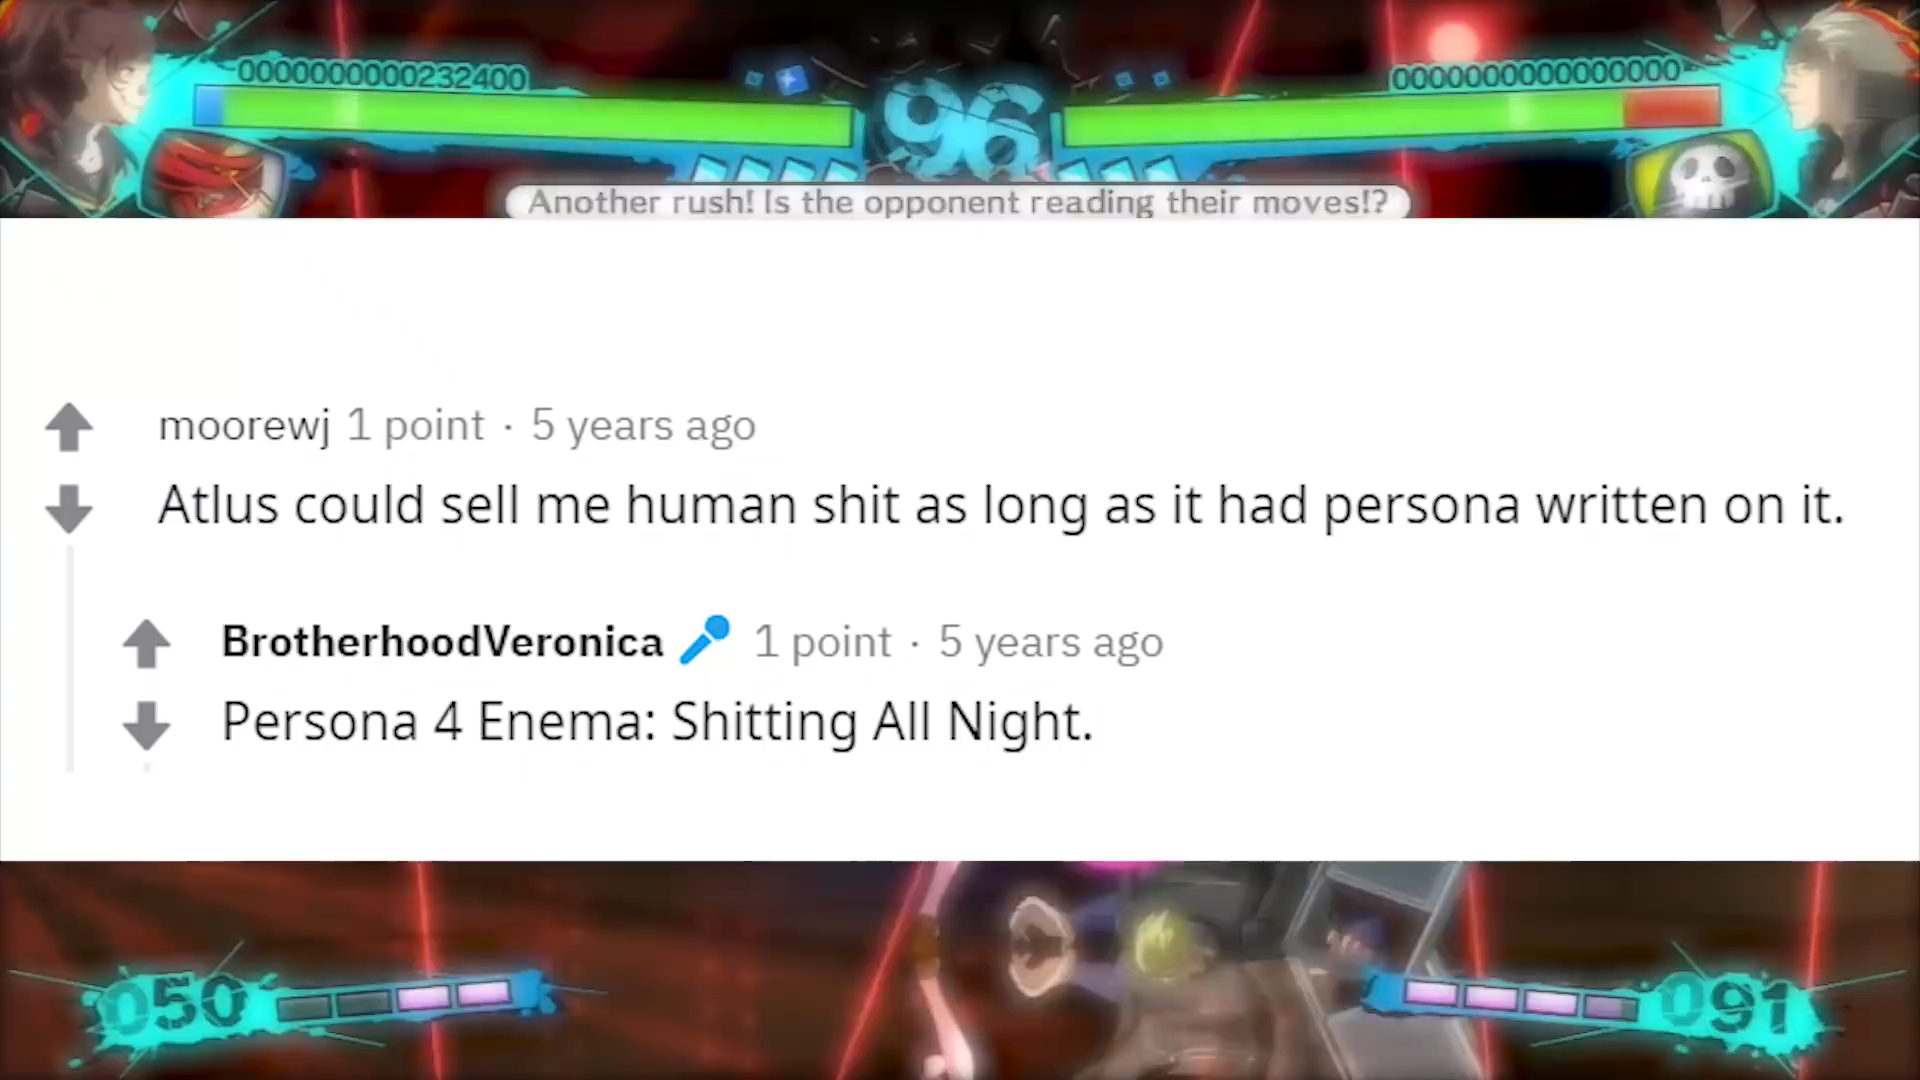 0000000000232400
0000000000000000
96
Another rush! Is the opponent reading their moves!?
moorewj 1 point · 5 years ago
Atlus could sell me human shit as long as it had persona written on it.
BrotherhoodVeronica 🎤 1 point · 5 years ago
Persona 4 Enema: Shitting All Night.
050
091